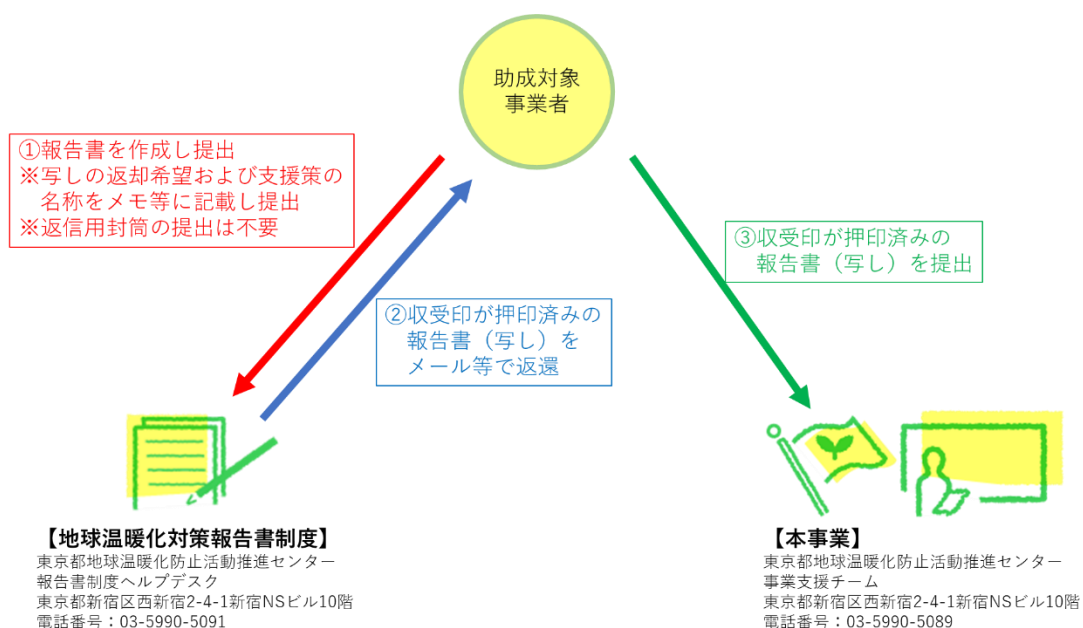 助成対象
事業者
①報告書を作成し提出
※写しの返却希望および支援策の
名称をメモ等に記載し提出
※返信用封筒の提出は不要
②収受印が押印済みの
報告書（写し）を
メール等で返還
③収受印が押印済みの
報告書（写し）を提出
【地球温暖化対策報告書制度】
東京都地球温暖化防止活動推進センター
報告書制度ヘルプデスク
東京都新宿区西新宿2-4-1新宿NSビル10階
電話番号：03-5990-5091
【本事業】
東京都地球温暖化防止活動推進センター
事業支援チーム
東京都新宿区西新宿2-4-1新宿NSビル10階
電話番号：03-5990-5089